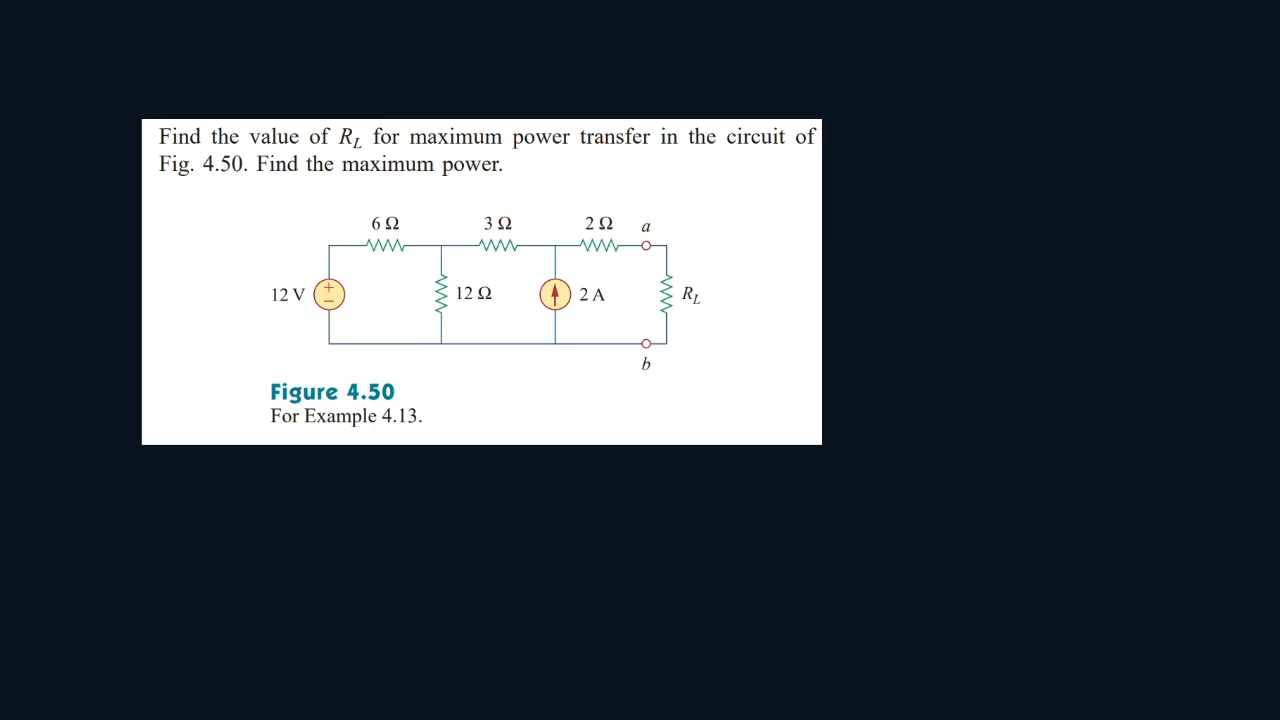 Find the value of R_L for maximum power transfer in the circuit of
Fig. 4.50. Find the maximum power.
6 Ω 3 Ω 2 Ω a
12 V + − 12 Ω 2 A R_L
b
Figure 4.50
For Example 4.13.